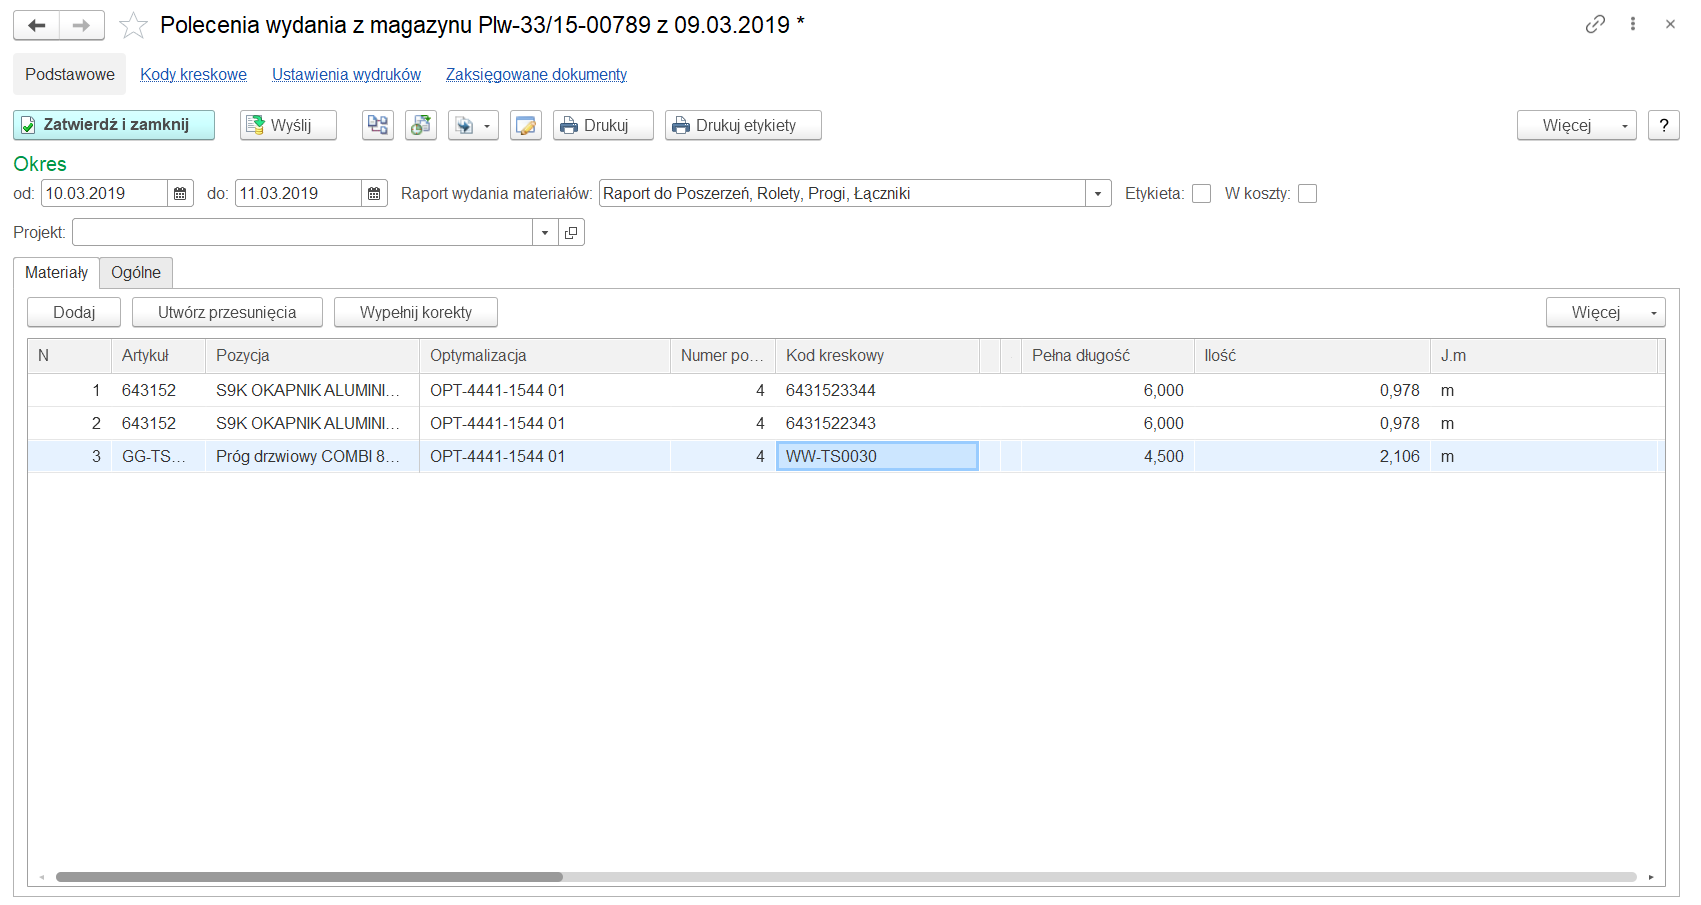 Polecenia wydania z magazynu Plw-33/15-00789 z 09.03.2019 *
Podstawowe Kody kreskowe Ustawienia wydruków Zaksięgowane dokumenty
Zatwierdź i zamknij Wyślij Drukuj Drukuj etykiety Więcej ?
Okres
od: 10.03.2019 do: 11.03.2019 Raport wydania materiałów: Raport do Poszerzeń, Rolety, Progi, Łączniki Etykieta: W koszty:
Projekt:
Materiały Ogólne
Dodaj Utwórz przesunięcia Wypełnij korekty Więcej
N Artykuł Pozycja Optymalizacja Numer po... Kod kreskowy Pełna długość Ilość J.m
1 643152 S9K OKAPNIK ALUMINI... OPT-4441-1544 01 4 6431523344 6,000 0,978 m
2 643152 S9K OKAPNIK ALUMINI... OPT-4441-1544 01 4 6431522343 6,000 0,978 m
3 GG-TS... Próg drzwiowy COMBI 8... OPT-4441-1544 01 4 WW-TS0030 4,500 2,106 m